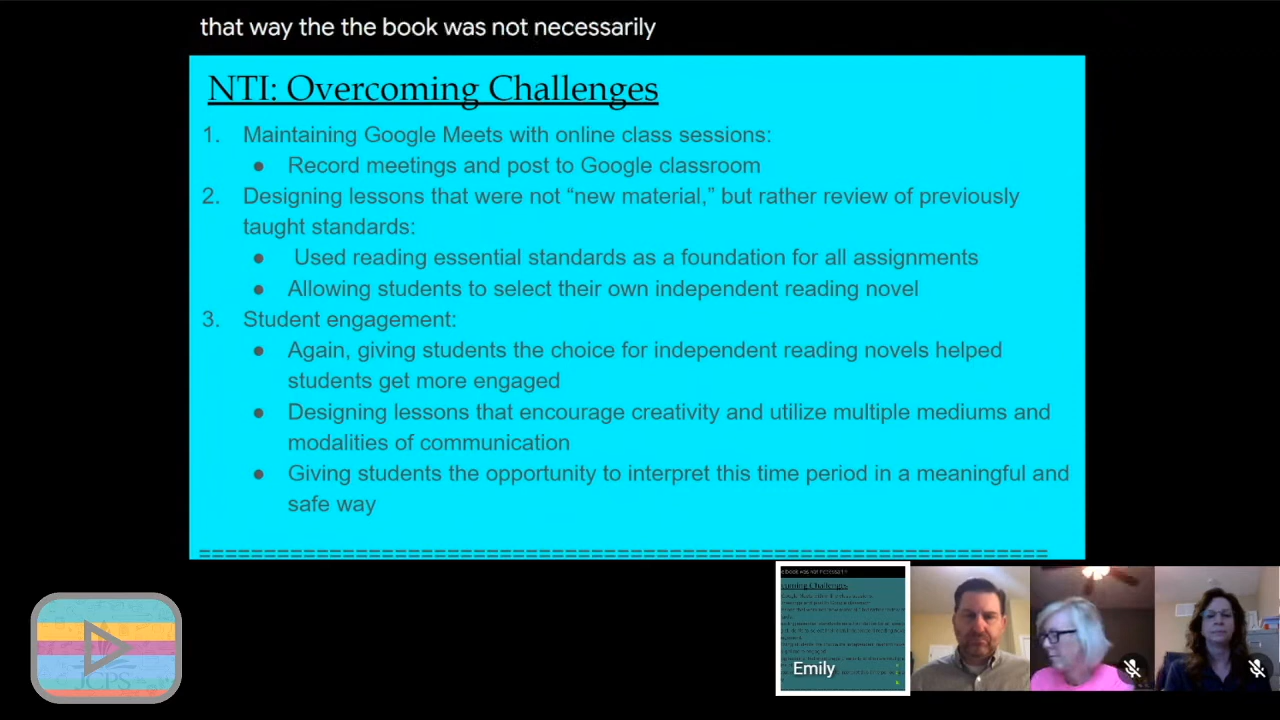 that way the the book was not necessarily
NTI: Overcoming Challenges
1. Maintaining Google Meets with online class sessions:
● Record meetings and post to Google classroom
2. Designing lessons that were not “new material,” but rather review of previously
taught standards:
● Used reading essential standards as a foundation for all assignments
● Allowing students to select their own independent reading novel
3. Student engagement:
● Again, giving students the choice for independent reading novels helped
students get more engaged
● Designing lessons that encourage creativity and utilize multiple mediums and
modalities of communication
● Giving students the opportunity to interpret this time period in a meaningful and
safe way
Emily
JCPS